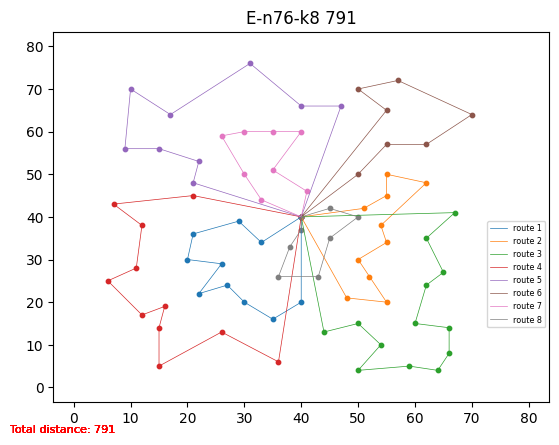 E-n76-k8 791
80
70
60
50
40
30
20
10
0
0 10 20 30 40 50 60 70 80
route 1
route 2
route 3
route 4
route 5
route 6
route 7
route 8
Total distance: 791